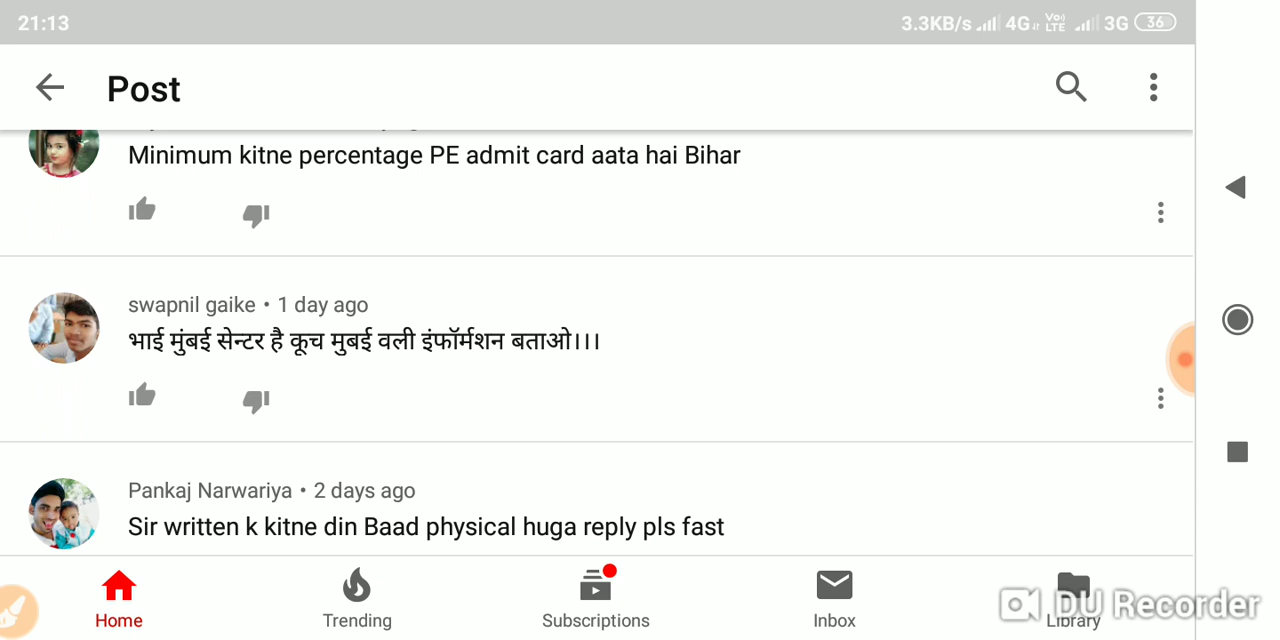 21:13
3.3KB/s 4G Vo) LTE 3G 36
Post
Minimum kitne percentage PE admit card aata hai Bihar
swapnil gaike • 1 day ago
भाई मुंबई सेन्टर है कूच मुबई वली इंफॉर्मशन बताओ।।।
Pankaj Narwariya • 2 days ago
Sir written k kitne din Baad physical huga reply pls fast
Home Trending Subscriptions Inbox Library
DU Recorder